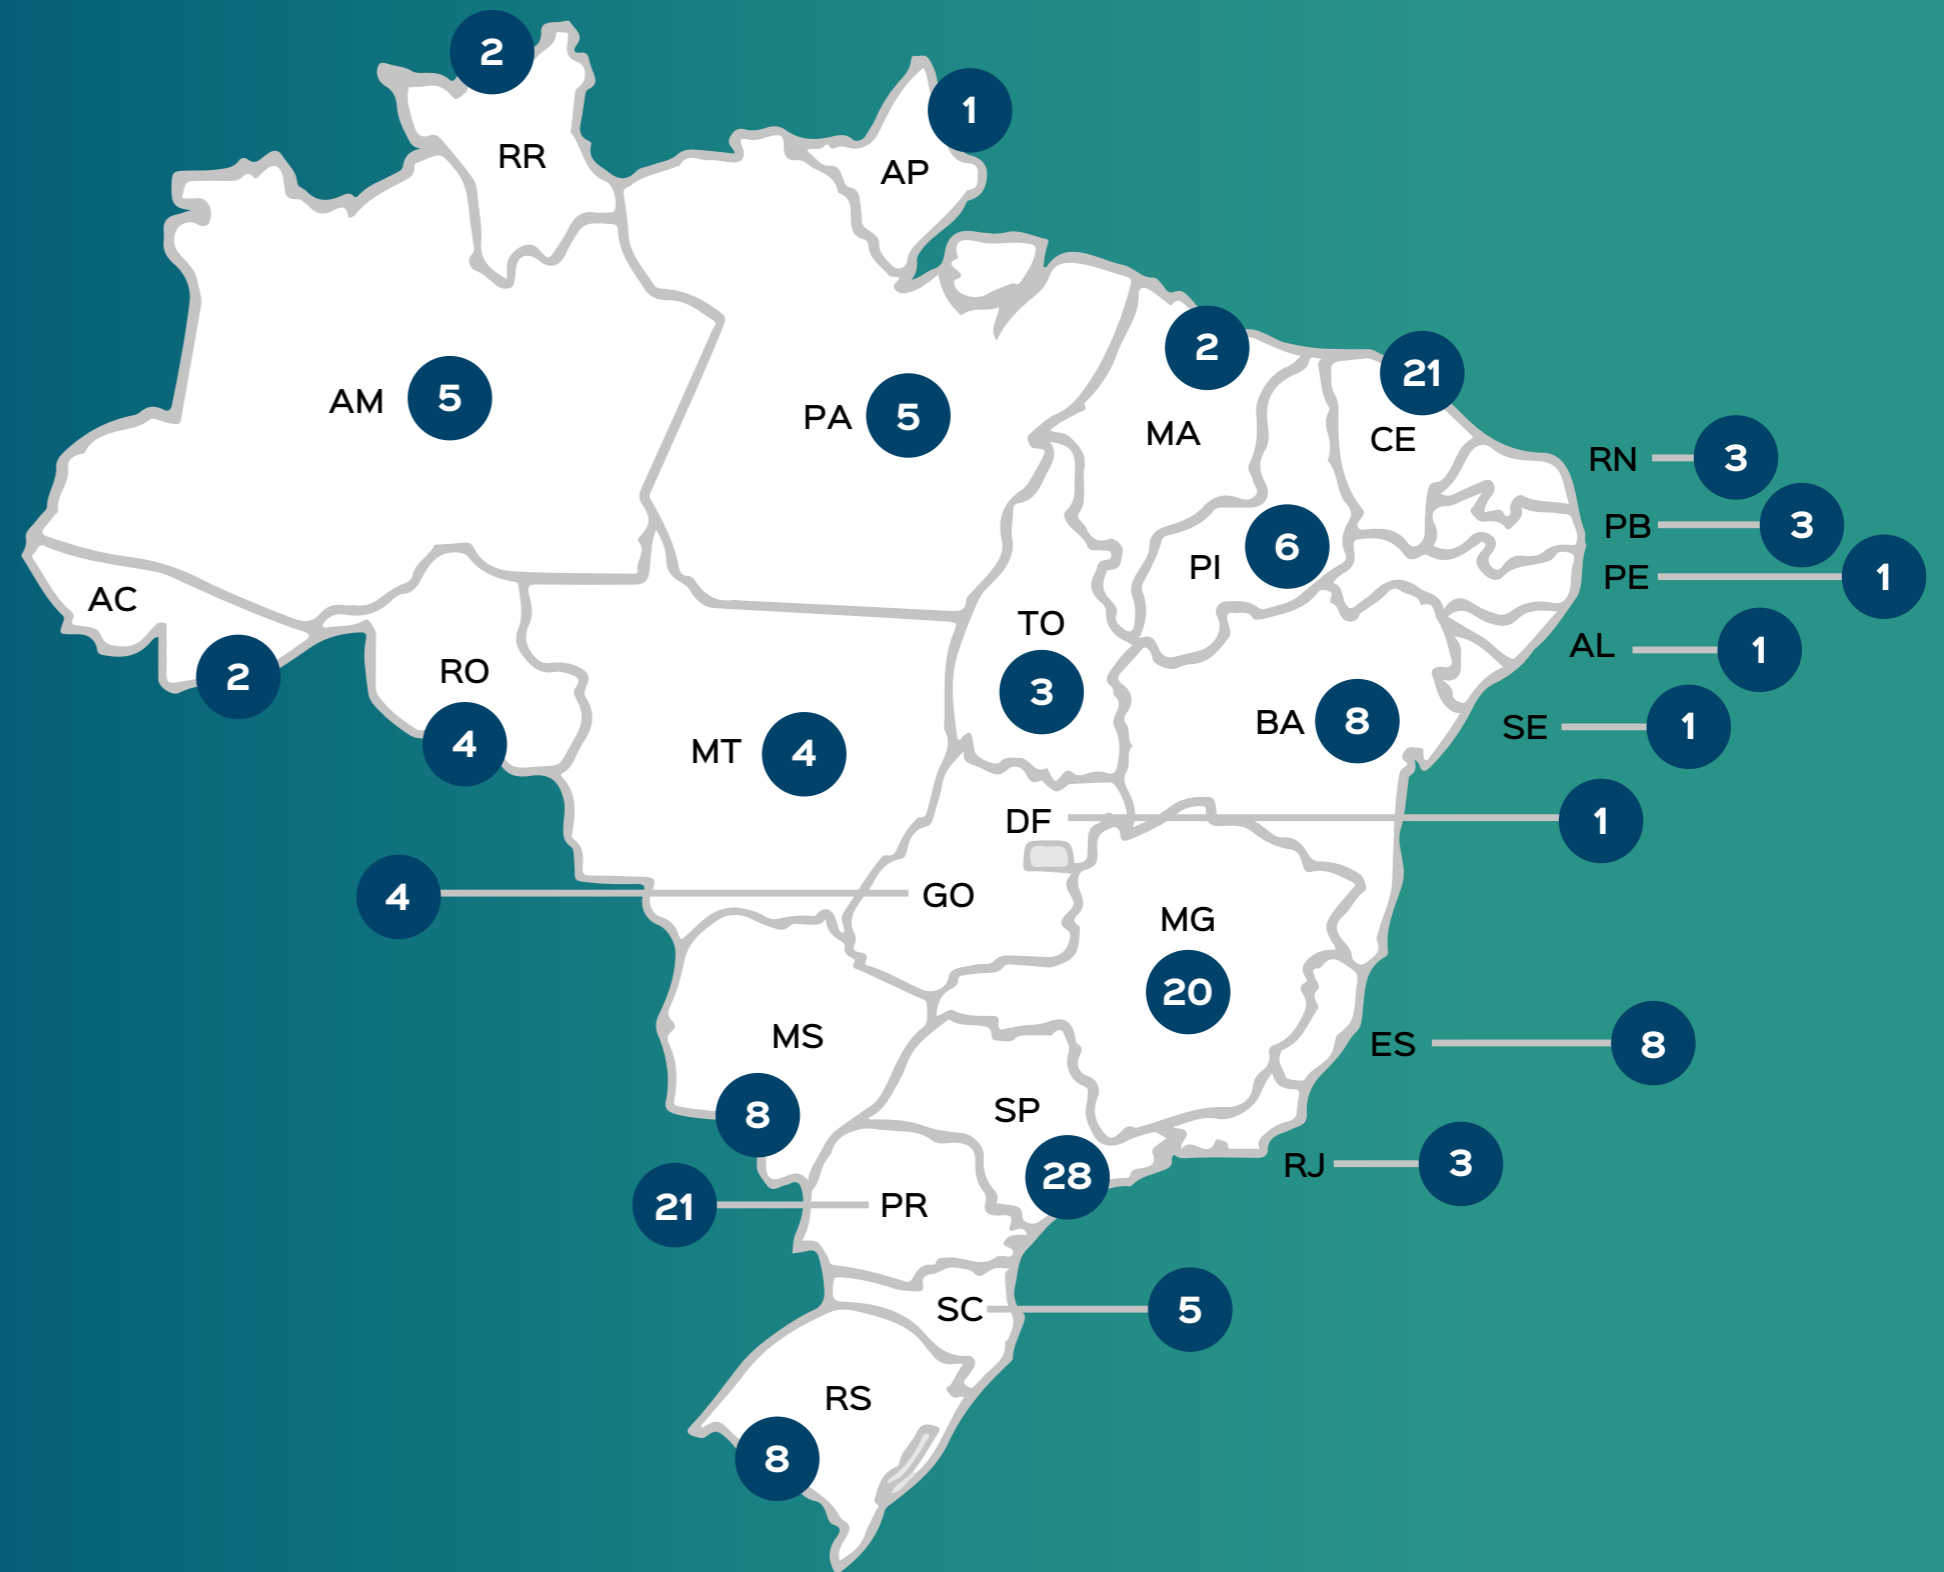 2
RR
1
AP
AM 5
PA 5
2
MA
21
CE
RN 3
PB 3
PE 1
AL 1
SE 1
PI 6
AC
2
RO
4
TO
3
MT 4
BA 8
DF 1
4 GO
MG
20
ES 8
MS
8
SP
28
RJ 3
21 PR
SC 5
RS
8